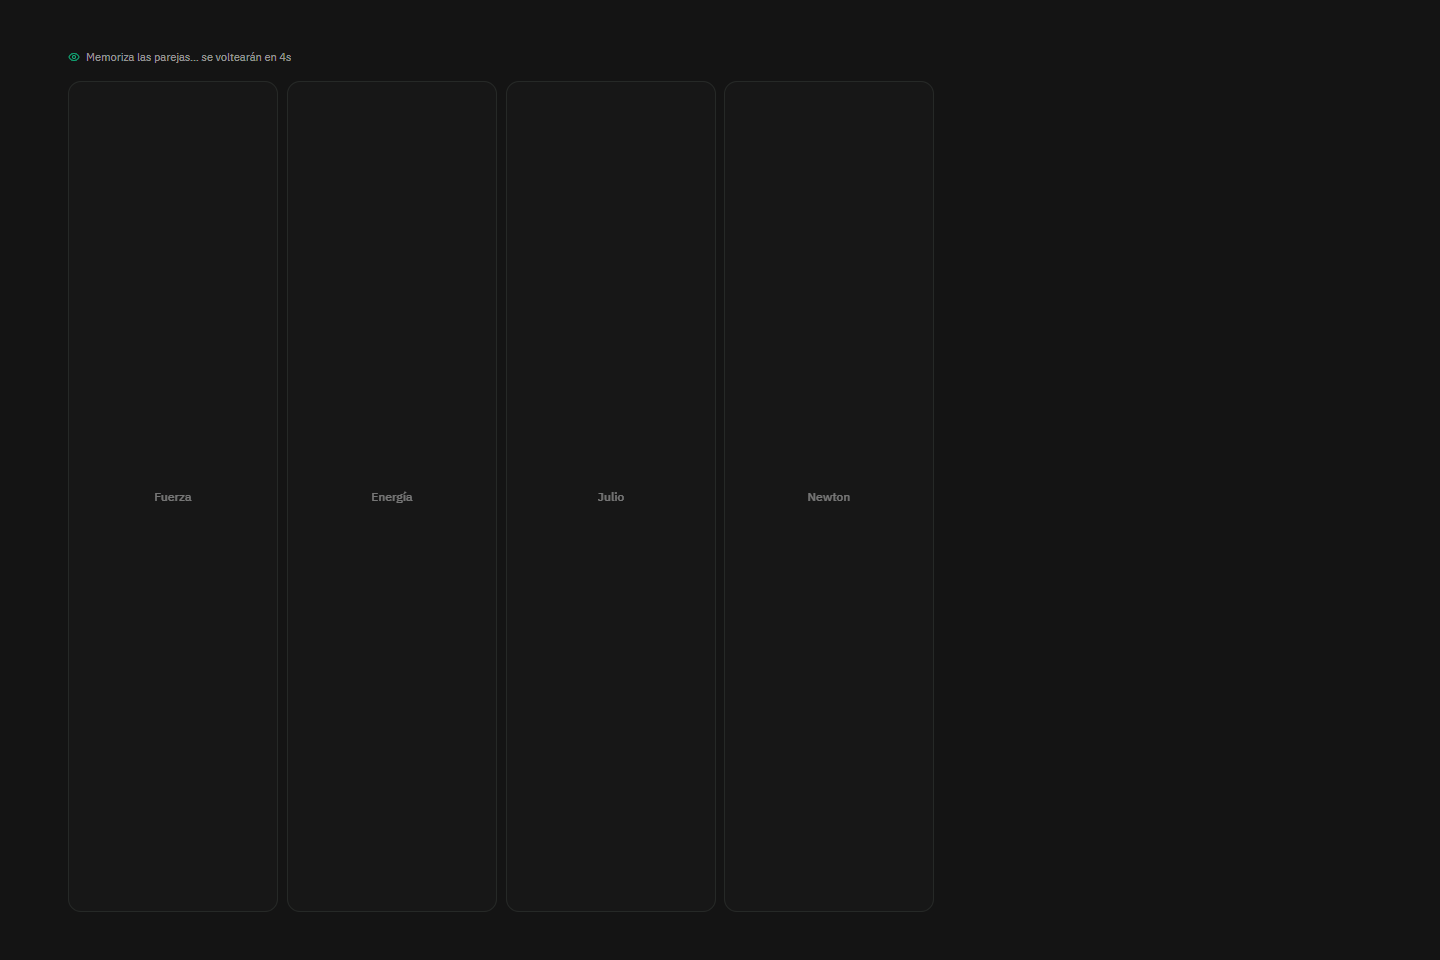 Memoriza las parejas... se voltearán en 4s
Fuerza
Energía
Julio
Newton